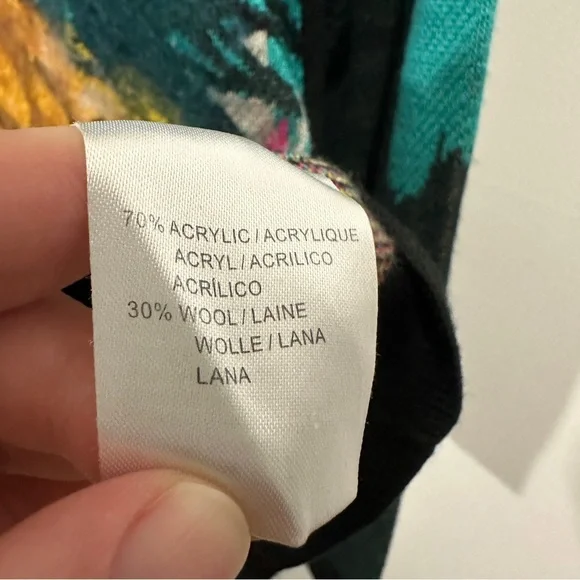 70% ACRYLIC / ACRYLIQUE
ACRYL / ACRILICO
ACRÍLICO
30% WOOL / LAINE
WOLLE / LANA
LANA